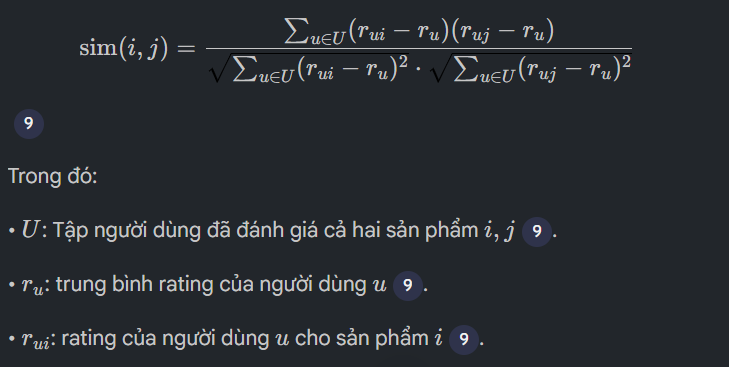 sim(i, j) = \frac{\sum_{u \in U} (r_{ui} - r_u)(r_{uj} - r_u)}{\sqrt{\sum_{u \in U} (r_{ui} - r_u)^2} \cdot \sqrt{\sum_{u \in U} (r_{uj} - r_u)^2}}
9
Trong đó:
• U: Tập người dùng đã đánh giá cả hai sản phẩm i, j 9 .
• r_u: trung bình rating của người dùng u 9 .
• r_{ui}: rating của người dùng u cho sản phẩm i 9 .